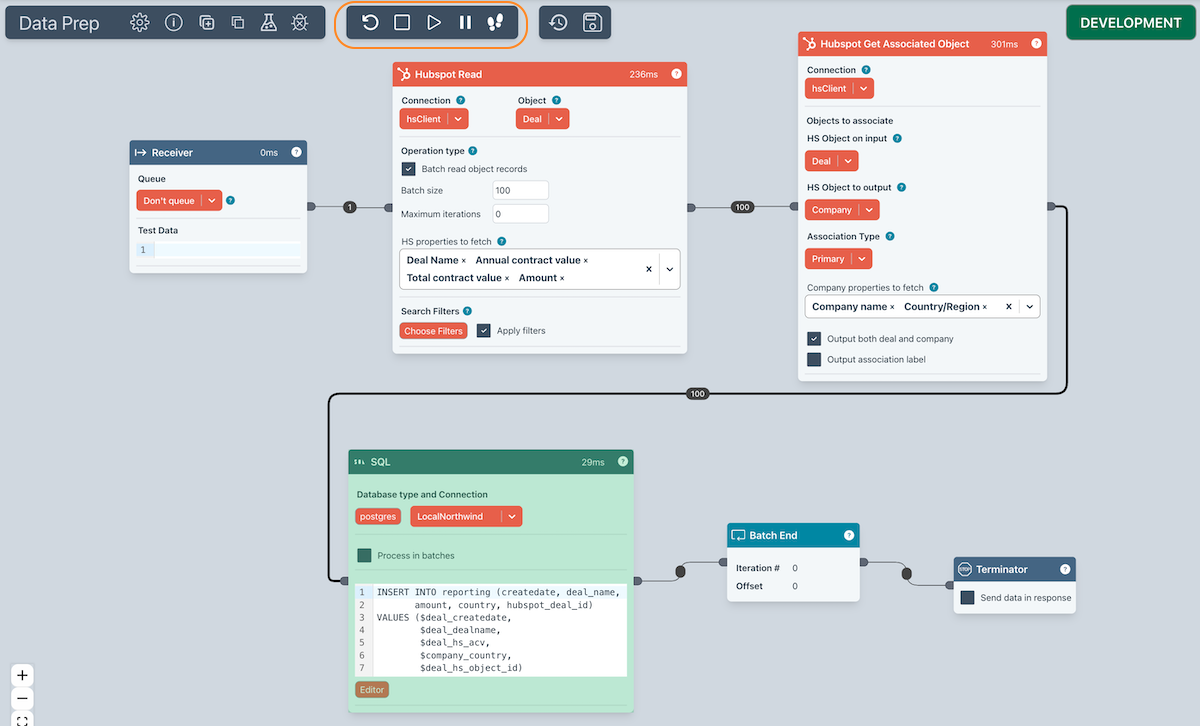 Data Prep
DEVELOPMENT
Receiver 0ms ?
Queue
Don't queue ?
Test Data
1
1
Hubspot Read 236ms ?
Connection ? Object ?
hsClient Deal
Operation type ?
Batch read object records
Batch size 100
Maximum iterations 0
HS properties to fetch ?
Deal Name × Annual contract value ×
Total contract value × Amount ×
Search Filters ?
Choose Filters Apply filters
100
Hubspot Get Associated Object 301ms ?
Connection ?
hsClient
Objects to associate
HS Object on input ?
Deal
HS Object to output ?
Company
Association Type ?
Primary
Company properties to fetch ?
Company name × Country/Region ×
Output both deal and company
Output association label
100
SQL SQL 29ms ?
Database type and Connection
postgres LocalNorthwind
Process in batches
1 INSERT INTO reporting (createdate, deal_name,
2 amount, country, hubspot_deal_id)
3 VALUES ($deal_createdate,
4 $deal_dealname,
5 $deal_hs_acv,
6 $company_country,
7 $deal_hs_object_id)
Editor
Batch End ?
Iteration # 0
Offset 0
STOP Terminator ?
Send data in response